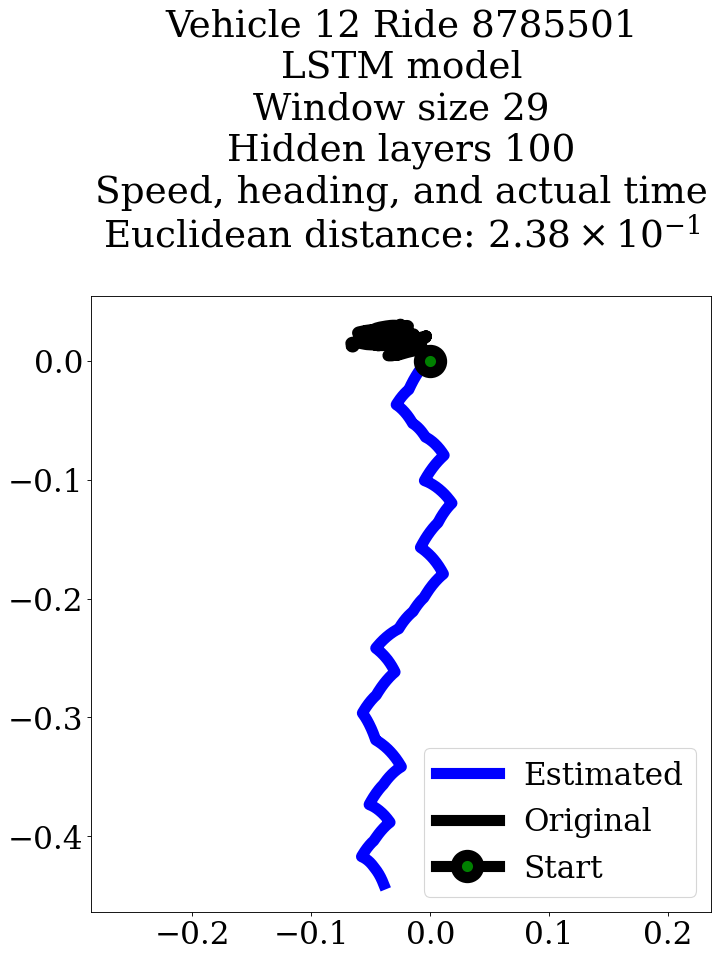 Vehicle 12 Ride 8785501
LSTM model
Window size 29
Hidden layers 100
Speed, heading, and actual time
Euclidean distance: 2.38 × 10⁻¹
0.0
−0.1
−0.2
−0.3
−0.4
Estimated
Original
Start
−0.2 −0.1 0.0 0.1 0.2